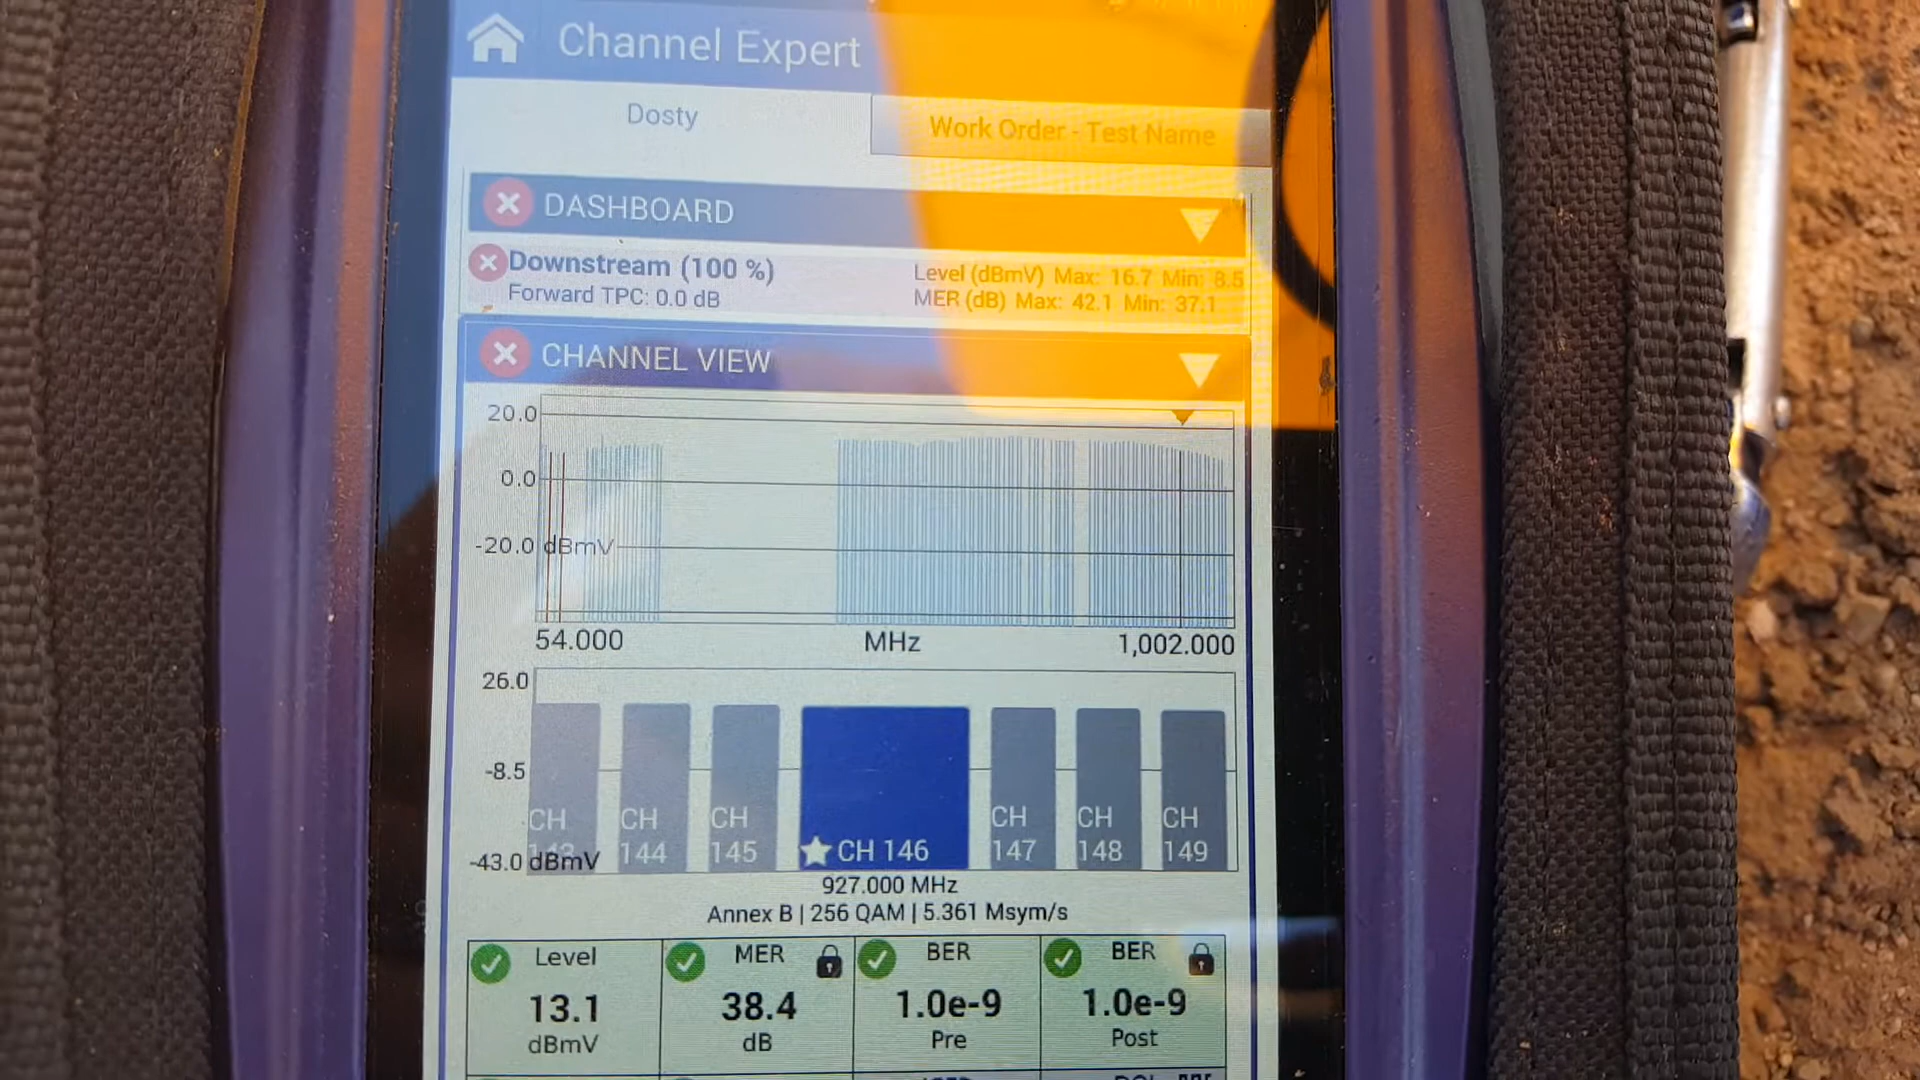 Channel Expert
Dosty
Work Order - Test Name
DASHBOARD
Downstream (100 %)
Forward TPC: 0.0 dB
Level (dBmV) Max: 16.7 Min: 8.5
MER (dB) Max: 42.1 Min: 37.1
CHANNEL VIEW
20.0
0.0
-20.0 dBmV
54.000 MHz 1,002.000
26.0
-8.5
-43.0 dBmV
CH 143
CH 144
CH 145
CH 146
CH 147
CH 148
CH 149
927.000 MHz
Annex B | 256 QAM | 5.361 Msym/s
Level
13.1
dBmV
MER
38.4
dB
BER
1.0e-9
Pre
BER
1.0e-9
Post